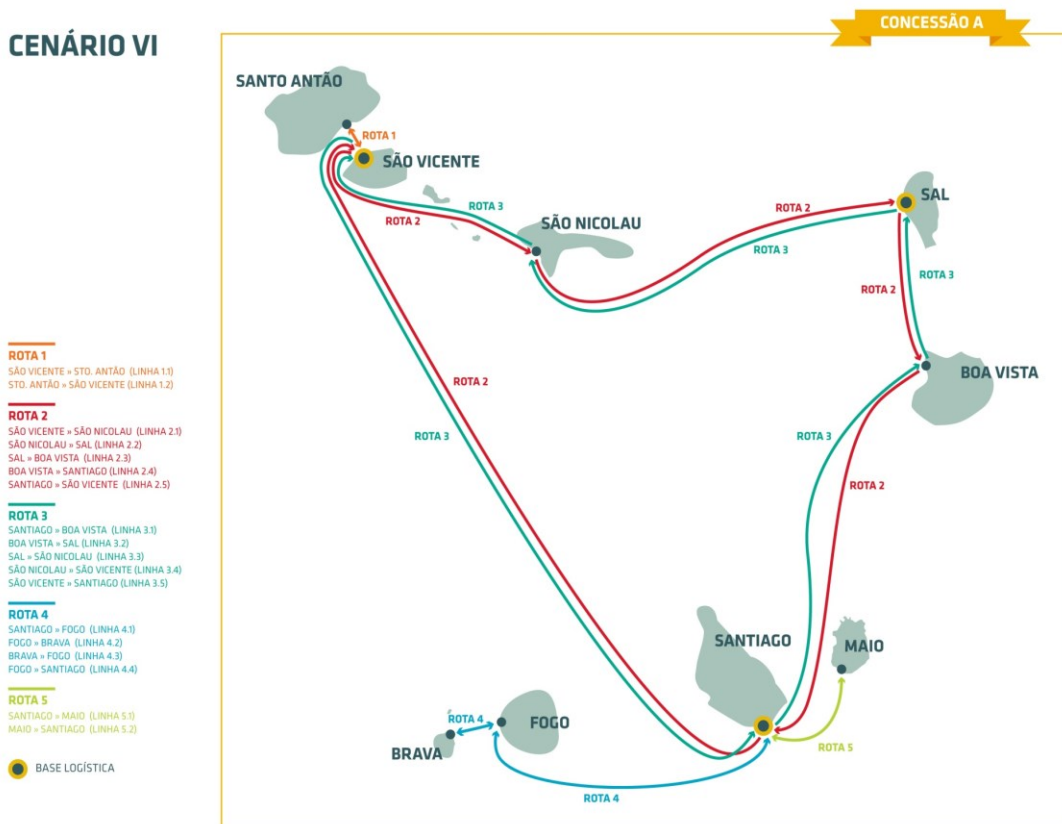 CENÁRIO VI
CONCESSÃO A
SANTO ANTÃO
ROTA 1
SÃO VICENTE
ROTA 3
ROTA 2
SÃO NICOLAU
ROTA 2
ROTA 3
SAL
ROTA 2
ROTA 3
BOA VISTA
ROTA 2
ROTA 3
ROTA 3
ROTA 2
SANTIAGO
MAIO
ROTA 5
ROTA 4
FOGO
BRAVA
ROTA 4
ROTA 1
SÃO VICENTE » STO. ANTÃO (LINHA 1.1)
STO. ANTÃO » SÃO VICENTE (LINHA 1.2)
ROTA 2
SÃO VICENTE » SÃO NICOLAU (LINHA 2.1)
SÃO NICOLAU » SAL (LINHA 2.2)
SAL » BOA VISTA (LINHA 2.3)
BOA VISTA » SANTIAGO (LINHA 2.4)
SANTIAGO » SÃO VICENTE (LINHA 2.5)
ROTA 3
SANTIAGO » BOA VISTA (LINHA 3.1)
BOA VISTA » SAL (LINHA 3.2)
SAL » SÃO NICOLAU (LINHA 3.3)
SÃO NICOLAU » SÃO VICENTE (LINHA 3.4)
SÃO VICENTE » SANTIAGO (LINHA 3.5)
ROTA 4
SANTIAGO » FOGO (LINHA 4.1)
FOGO » BRAVA (LINHA 4.2)
BRAVA » FOGO (LINHA 4.3)
FOGO » SANTIAGO (LINHA 4.4)
ROTA 5
SANTIAGO » MAIO (LINHA 5.1)
MAIO » SANTIAGO (LINHA 5.2)
BASE LOGÍSTICA